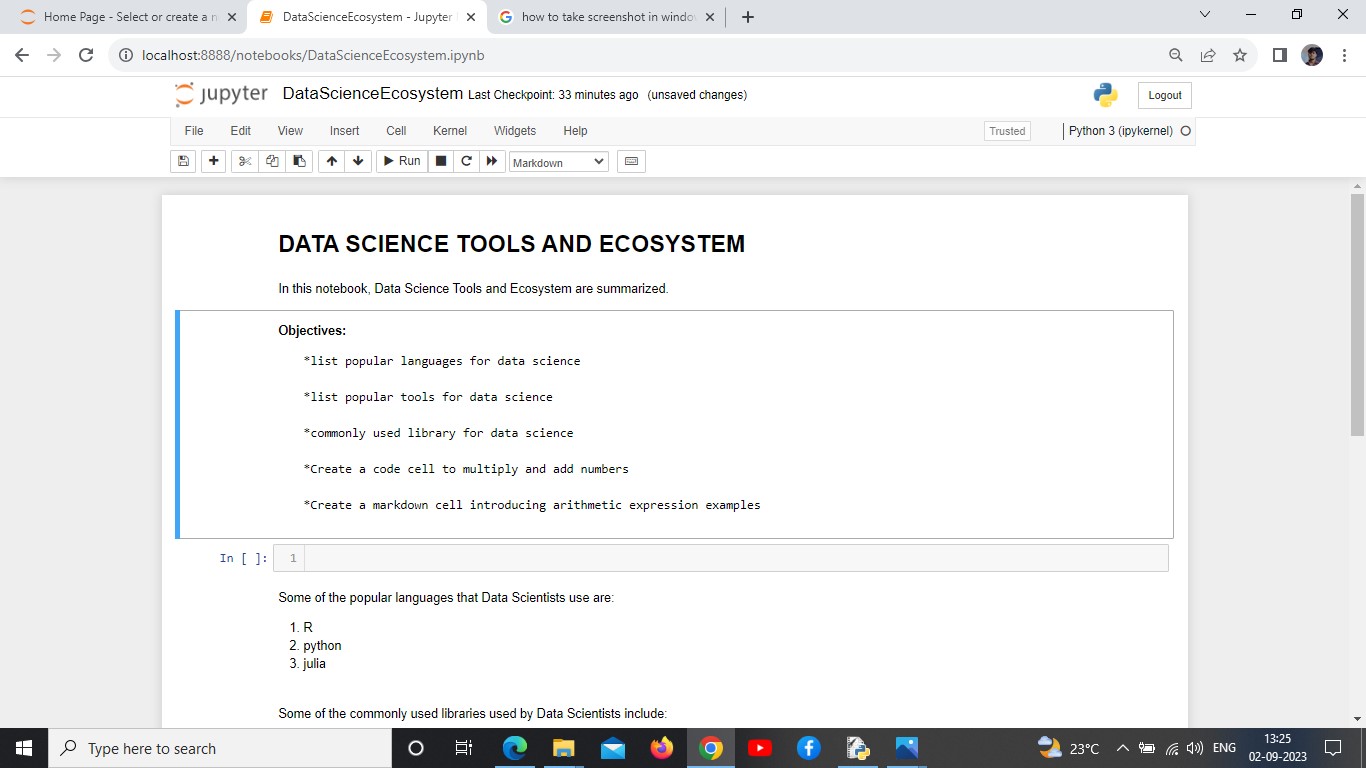 Home Page - Select or create a n
DataScienceEcosystem - Jupyter
how to take screenshot in windo
localhost:8888/notebooks/DataScienceEcosystem.ipynb
jupyter DataScienceEcosystem Last Checkpoint: 33 minutes ago (unsaved changes)
Logout
File Edit View Insert Cell Kernel Widgets Help
Trusted
Python 3 (ipykernel)
Run
Markdown
DATA SCIENCE TOOLS AND ECOSYSTEM
In this notebook, Data Science Tools and Ecosystem are summarized.
Objectives:
*list popular languages for data science
*list popular tools for data science
*commonly used library for data science
*Create a code cell to multiply and add numbers
*Create a markdown cell introducing arithmetic expression examples
In [ ]: 1
Some of the popular languages that Data Scientists use are:
1. R
2. python
3. julia
Some of the commonly used libraries used by Data Scientists include:
Type here to search
23°C
ENG
13:25
02-09-2023